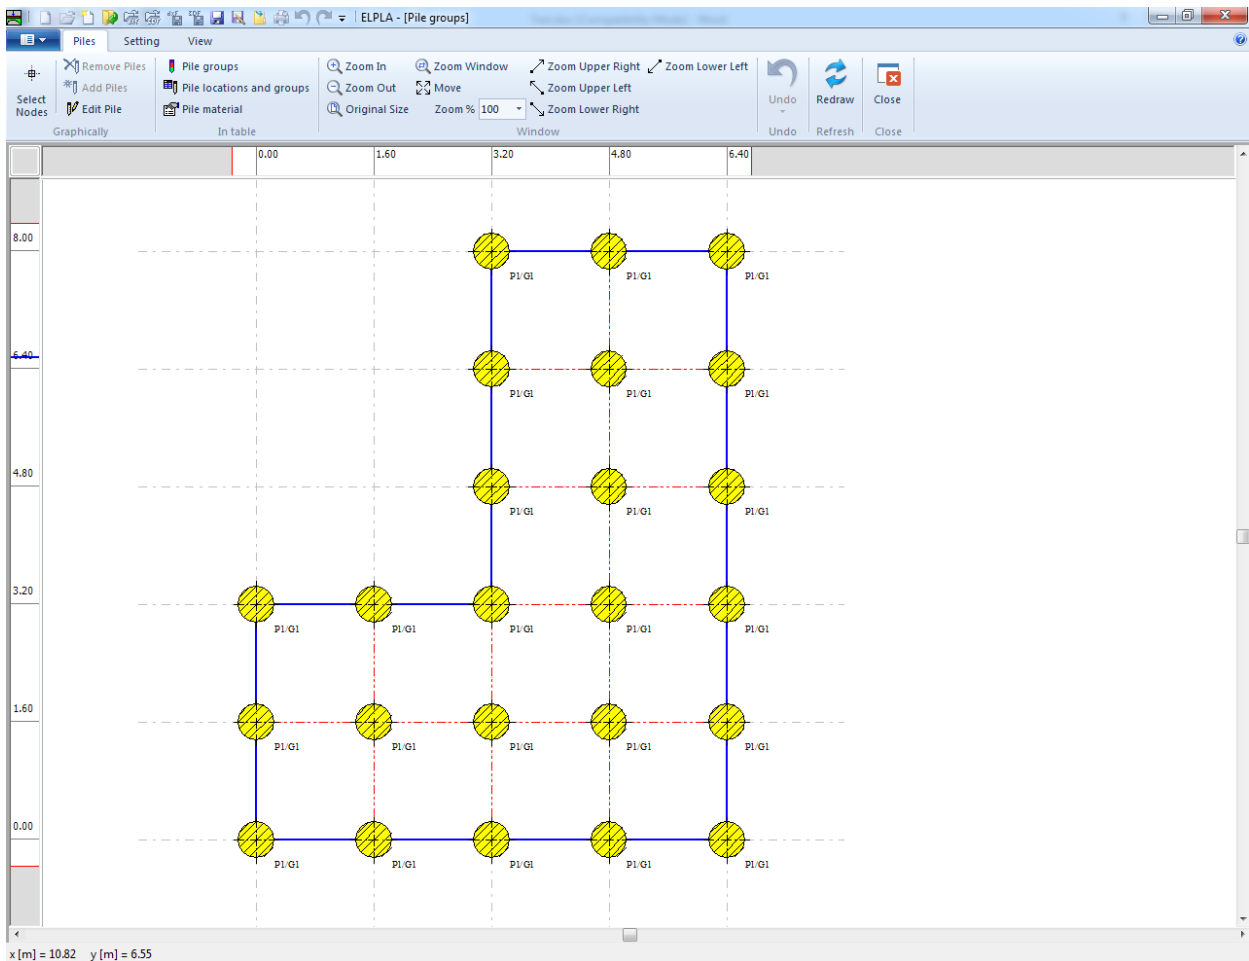 ELPLA - [Pile groups]
Piles Setting View
Remove Piles Pile groups Zoom In Zoom Window Zoom Upper Right Zoom Lower Left
Select Nodes Add Piles Pile locations and groups Zoom Out Move Zoom Upper Left Undo Redraw Close
Edit Pile Pile material Original Size Zoom % 100 Zoom Lower Right
Graphically In table Window Undo Refresh Close
0.00 1.60 3.20 4.80 6.40
8.00
P1/G1 P1/G1 P1/G1
6.40
P1/G1 P1/G1 P1/G1
4.80
P1/G1 P1/G1 P1/G1
3.20
P1/G1 P1/G1 P1/G1 P1/G1 P1/G1
1.60
P1/G1 P1/G1 P1/G1 P1/G1 P1/G1
0.00
P1/G1 P1/G1 P1/G1 P1/G1 P1/G1
x [m] = 10.82 y [m] = 6.55